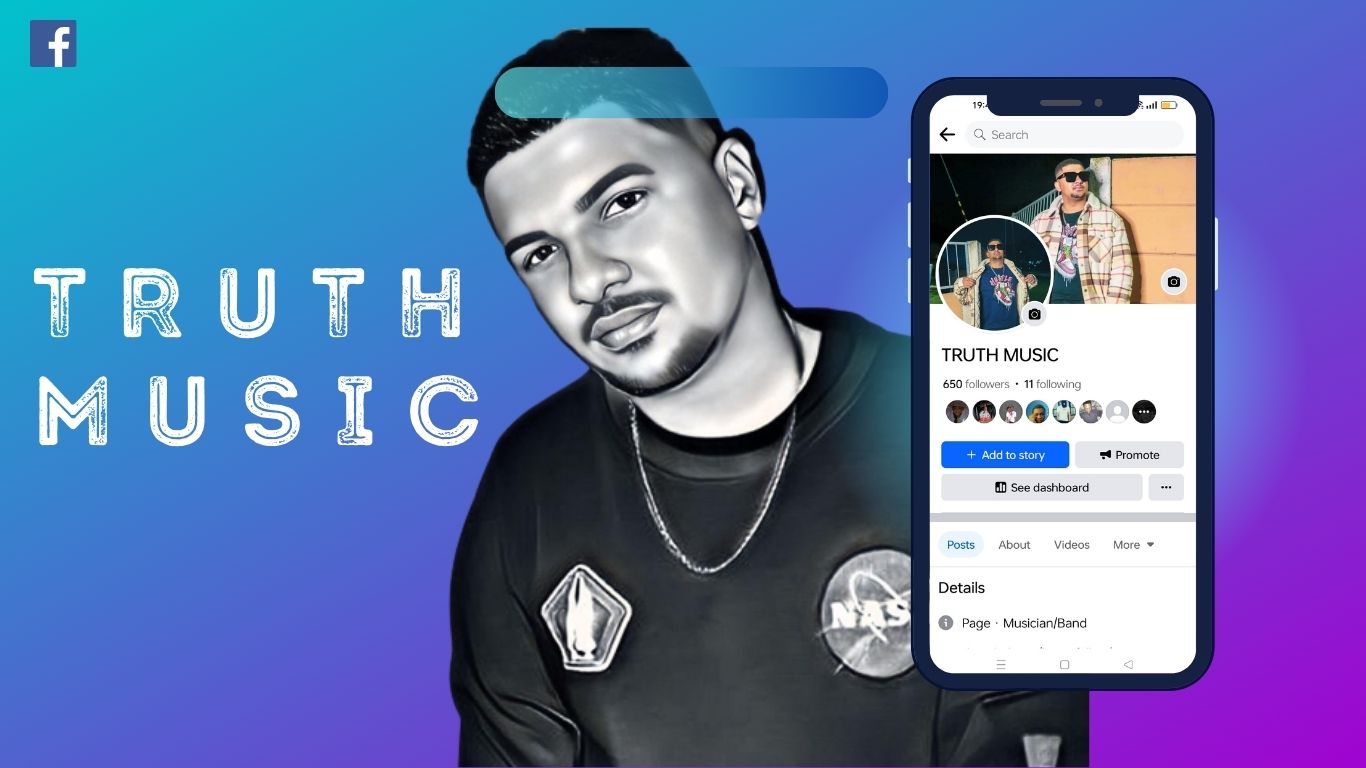 f
TRUTH
MUSIC
NAS
19:4
Search
TRUTH MUSIC
650 followers · 11 following
+ Add to story
Promote
See dashboard
Posts
About
Videos
More
Details
Page · Musician/Band